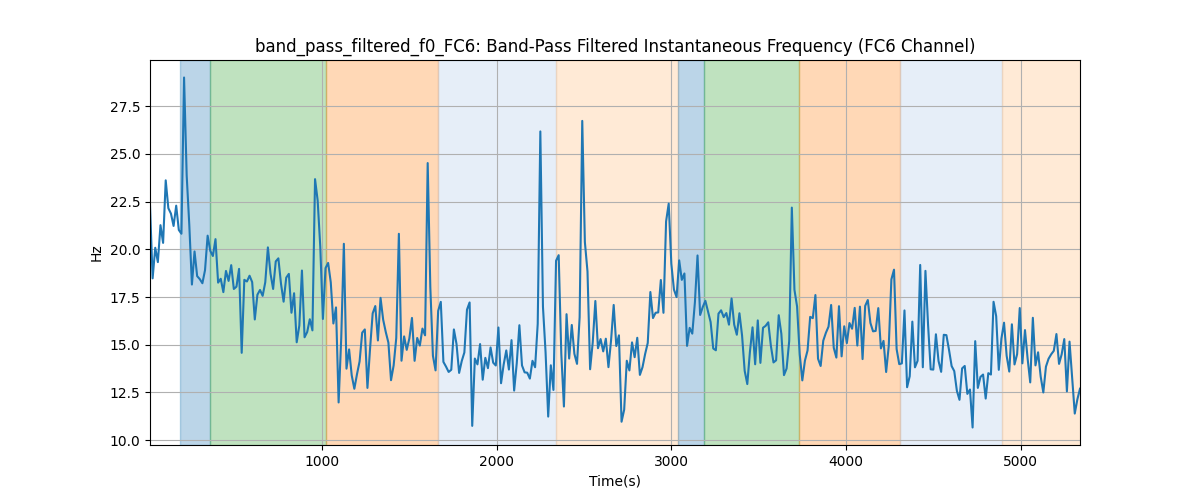 band_pass_filtered_f0_FC6: Band-Pass Filtered Instantaneous Frequency (FC6 Channel)
27.5
25.0
22.5
20.0
17.5
15.0
12.5
10.0
Hz
1000 2000 3000 4000 5000
Time(s)